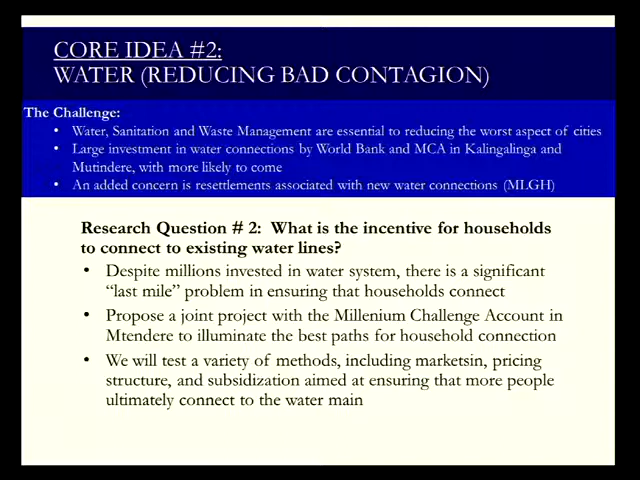 CORE IDEA #2:
WATER (REDUCING BAD CONTAGION)
The Challenge:
• Water, Sanitation and Waste Management are essential to reducing the worst aspect of cities
• Large investment in water connections by World Bank and MCA in Kalingalinga and
Mutindere, with more likely to come
• An added concern is resettlements associated with new water connections (MLGH)
Research Question # 2: What is the incentive for households
to connect to existing water lines?
• Despite millions invested in water system, there is a significant
“last mile” problem in ensuring that households connect
• Propose a joint project with the Millenium Challenge Account in
Mtendere to illuminate the best paths for household connection
• We will test a variety of methods, including marketsin, pricing
structure, and subsidization aimed at ensuring that more people
ultimately connect to the water main